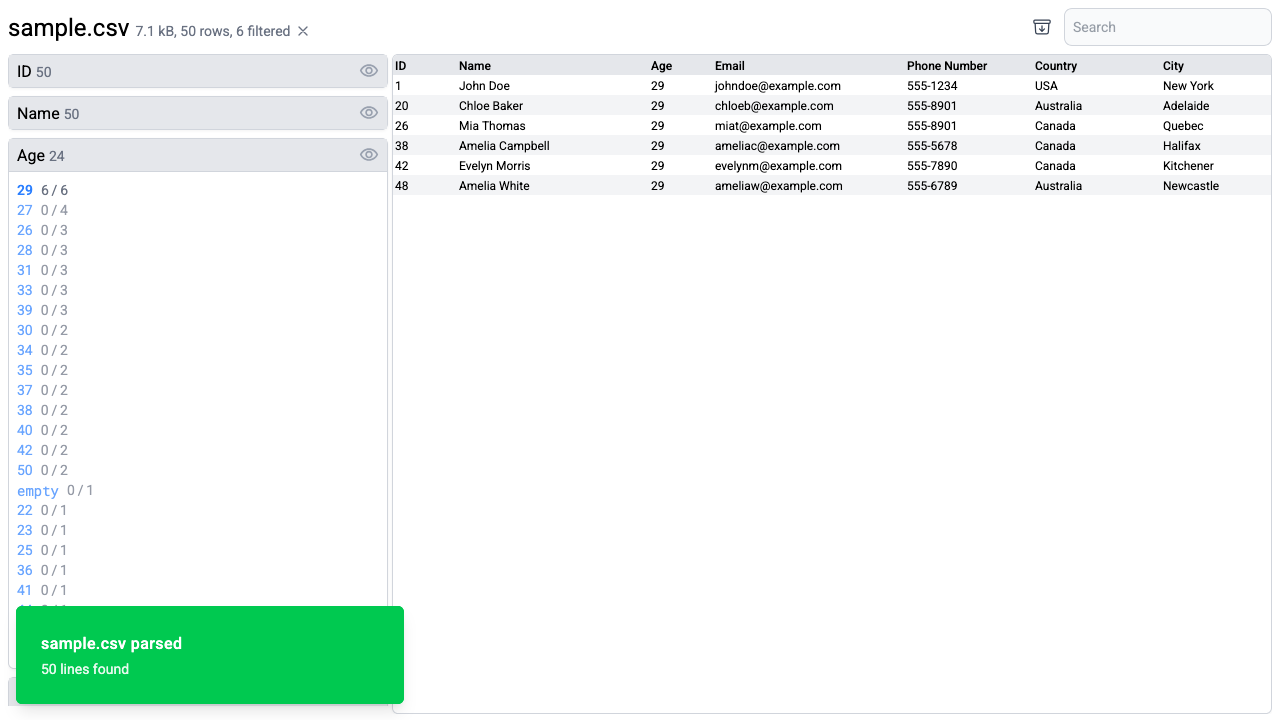 sample.csv 7.1 kB, 50 rows, 6 filtered
Search
ID 50
Name 50
Age 24
29 6 / 6
27 0 / 4
26 0 / 3
28 0 / 3
31 0 / 3
33 0 / 3
39 0 / 3
30 0 / 2
34 0 / 2
35 0 / 2
37 0 / 2
38 0 / 2
40 0 / 2
42 0 / 2
50 0 / 2
empty 0 / 1
22 0 / 1
23 0 / 1
25 0 / 1
36 0 / 1
41 0 / 1
sample.csv parsed
50 lines found
ID Name Age Email Phone Number Country City
1 John Doe 29 johndoe@example.com 555-1234 USA New York
20 Chloe Baker 29 chloeb@example.com 555-8901 Australia Adelaide
26 Mia Thomas 29 miat@example.com 555-8901 Canada Quebec
38 Amelia Campbell 29 ameliac@example.com 555-5678 Canada Halifax
42 Evelyn Morris 29 evelynm@example.com 555-7890 Canada Kitchener
48 Amelia White 29 ameliaw@example.com 555-6789 Australia Newcastle